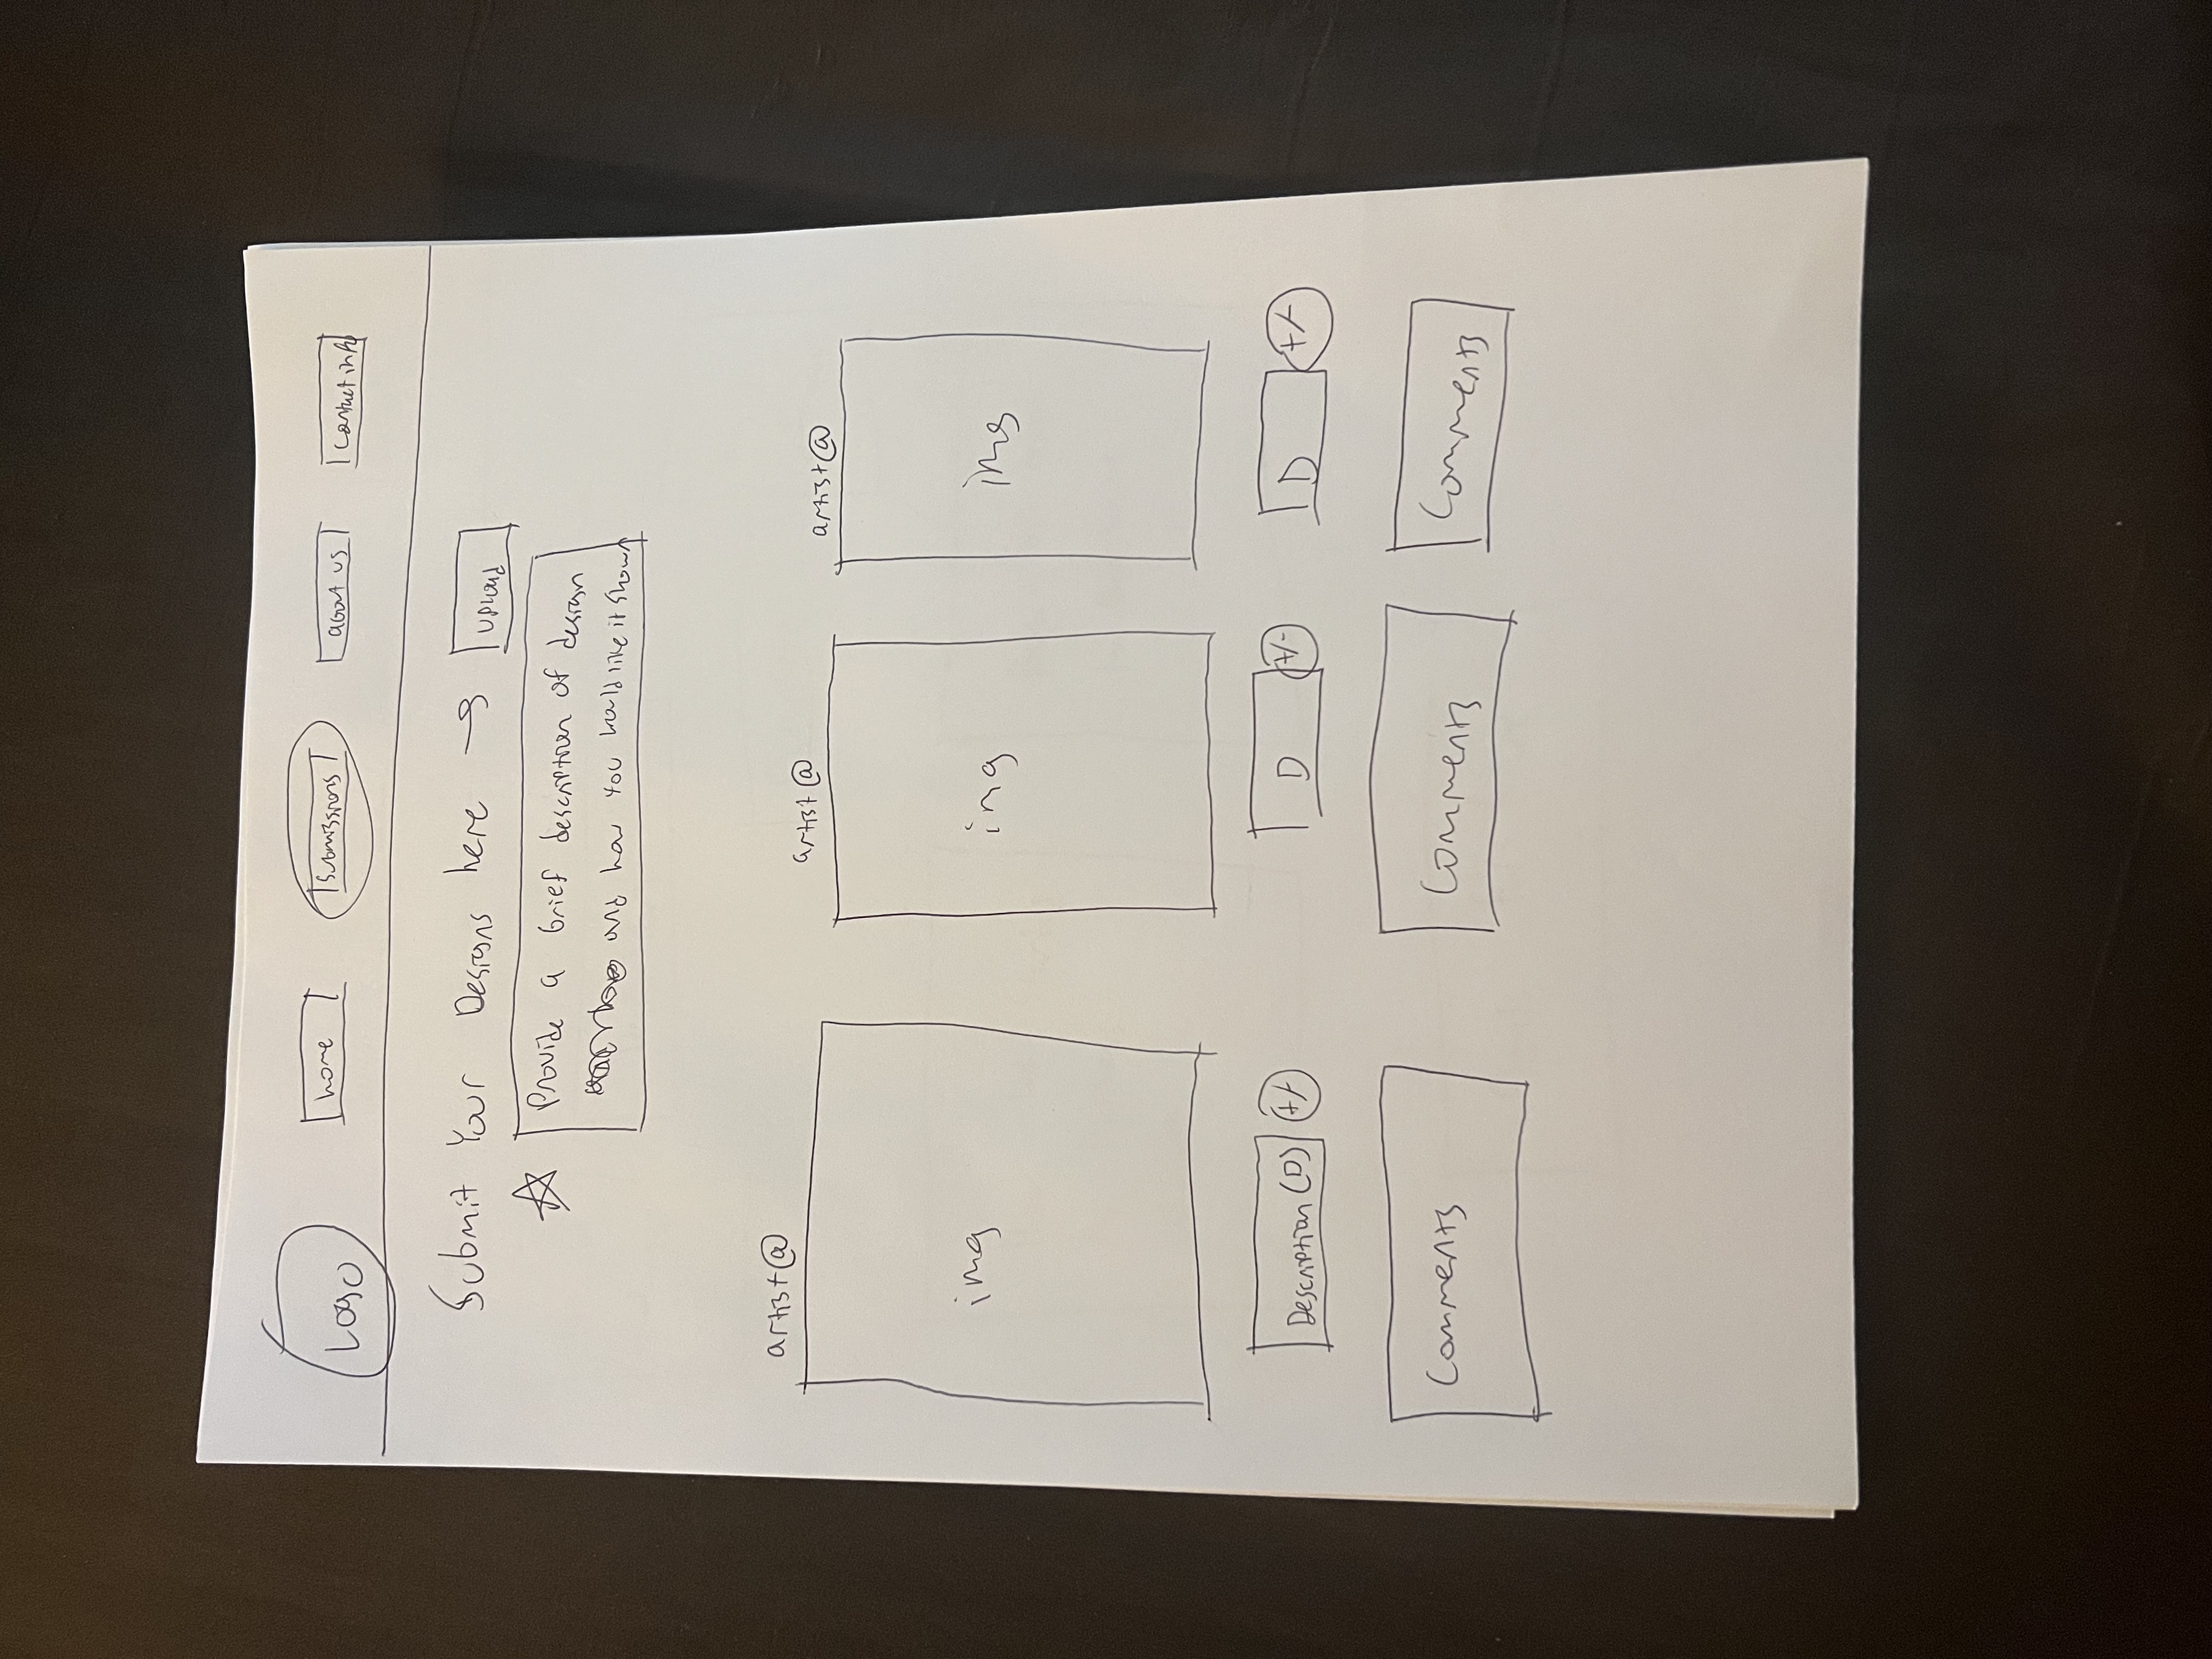 Logo
home
submissions
about us
contact info
Submit Your Designs here → upload
Provide a brief description of design
and how you would like it shown
artist@
artist@
artist@
img
img
img
Description (D) +/-
D +/-
D +/-
Comments
Comments
Comments